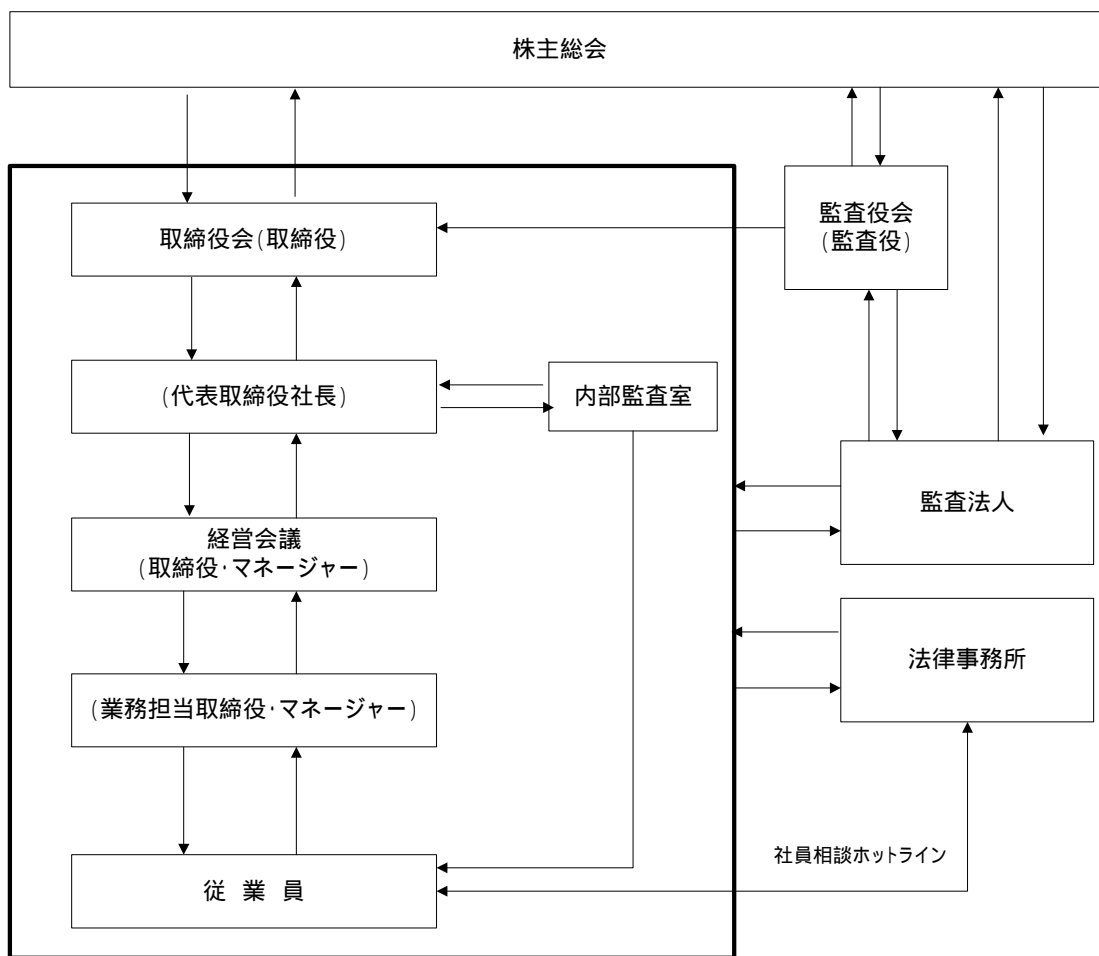 株主総会
取締役会(取締役)
監査役会
(監査役)
(代表取締役社長)
内部監査室
監査法人
経営会議
(取締役・マネージャー)
法律事務所
(業務担当取締役・マネージャー)
社員相談ホットライン
従 業 員